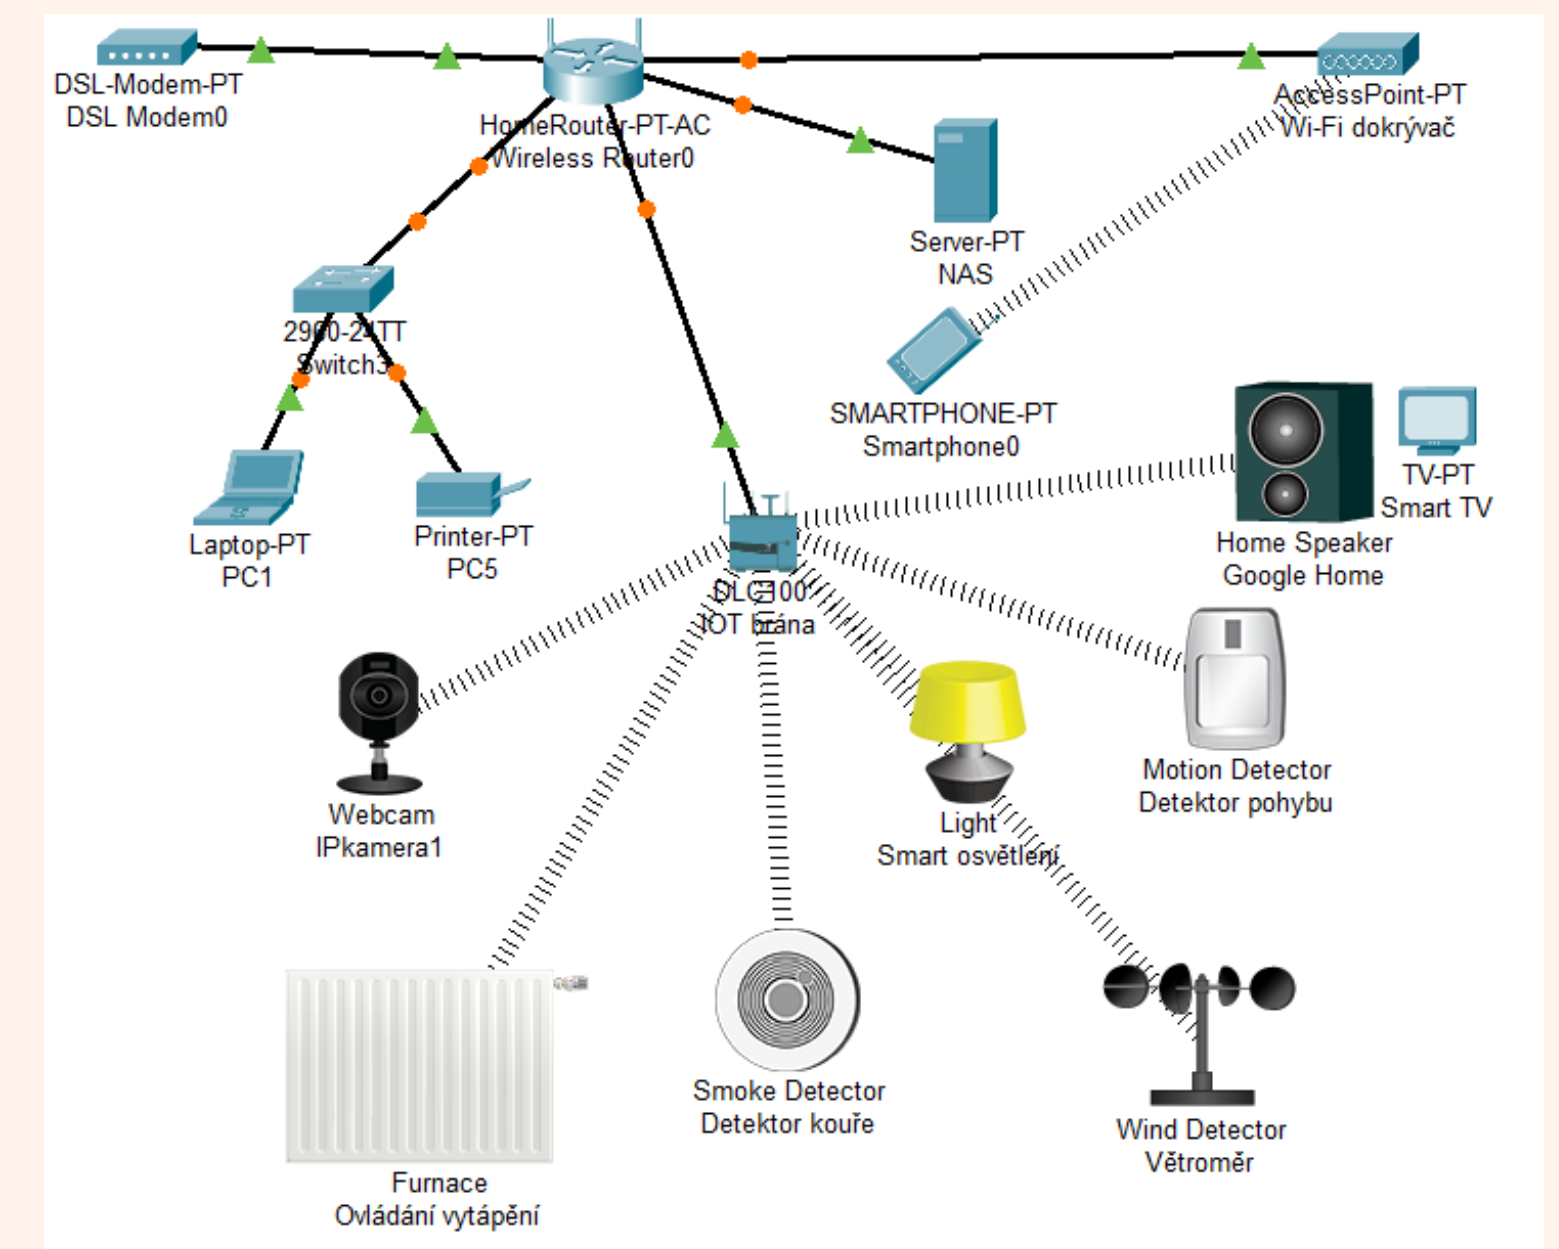 DSL-Modem-PT
DSL Modem0
HomeRouter-PT-AC
Wireless Router0
AccessPoint-PT
Wi-Fi dokrývač
Server-PT
NAS
2960-24TT
Switch3
SMARTPHONE-PT
Smartphone0
TV-PT
Smart TV
Laptop-PT
PC1
Printer-PT
PC5
Home Speaker
Google Home
DLC100
IOT brána
Webcam
IPkamera1
Light
Smart osvětlení
Motion Detector
Detektor pohybu
Smoke Detector
Detektor kouře
Wind Detector
Větroměr
Furnace
Ovládání vytápění